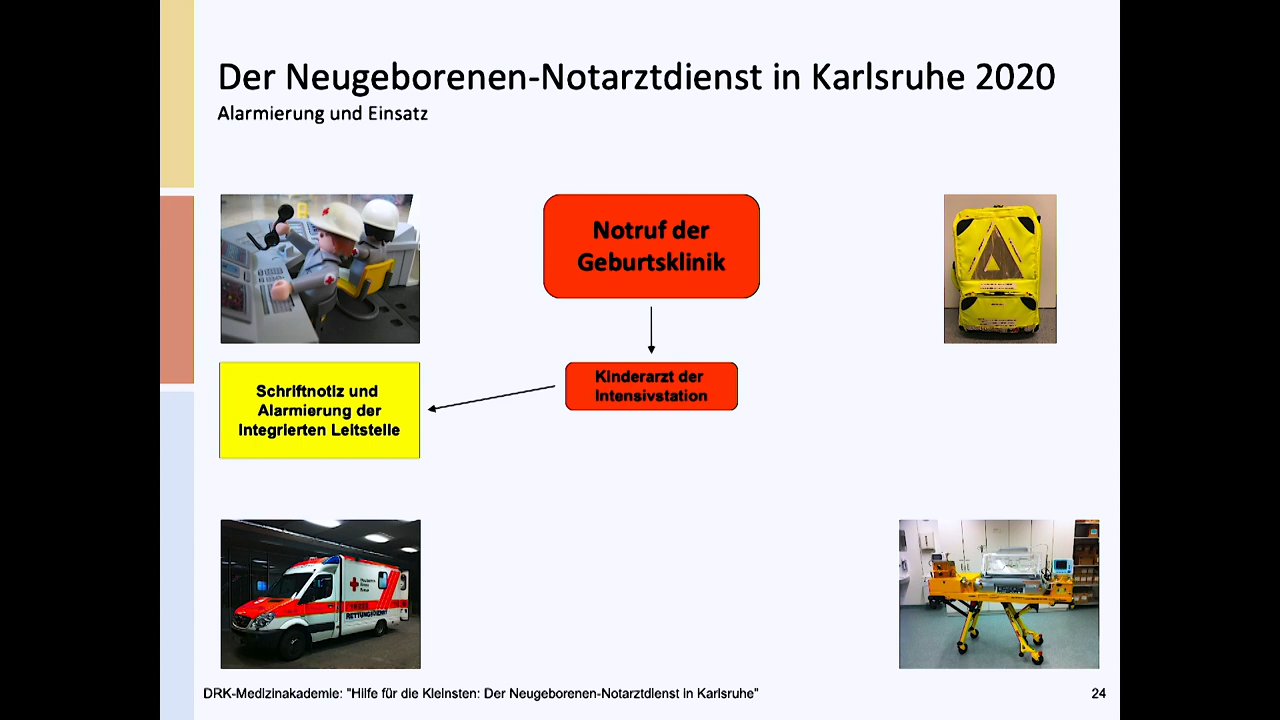 Der Neugeborenen-Notarztdienst in Karlsruhe 2020
Alarmierung und Einsatz
Notruf der
Geburtsklinik
Kinderarzt der
Intensivstation
Schriftnotiz und
Alarmierung der
Integrierten Leitstelle
RETTUNGSDIENST
DRK-Medizinakademie: "Hilfe für die Kleinsten: Der Neugeborenen-Notarztdienst in Karlsruhe"
24